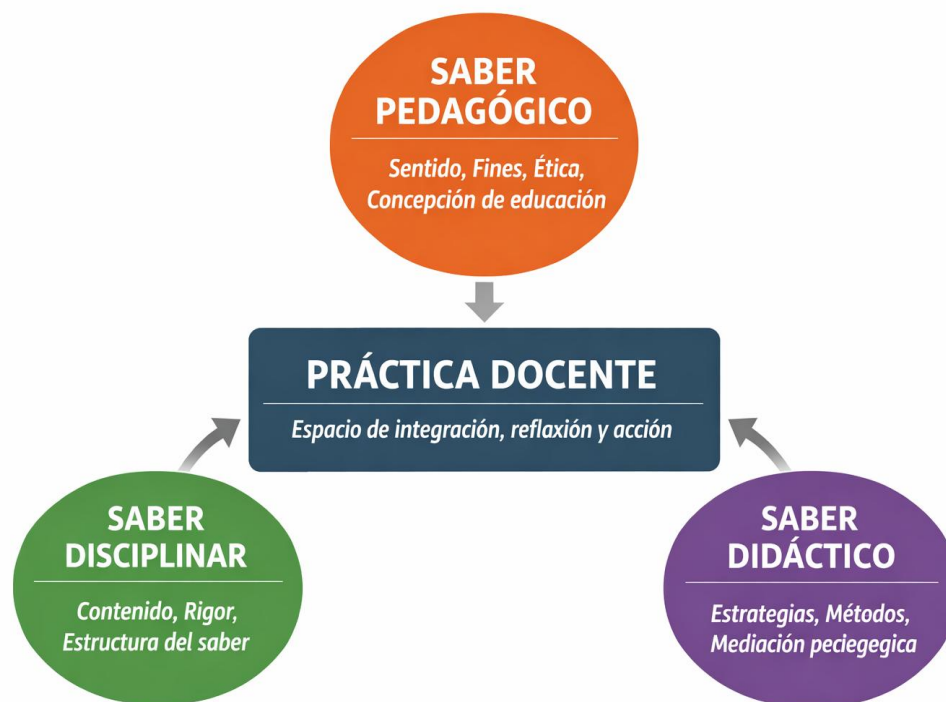 SABER
PEDAGÓGICO
Sentido, Fines, Ética,
Concepción de educación
PRÁCTICA DOCENTE
Espacio de integración, reflaxión y acción
SABER
DISCIPLINAR
Contenido, Rigor,
Estructura del saber
SABER
DIDÁCTICO
Estrategias, Métodos,
Mediación peciegegica